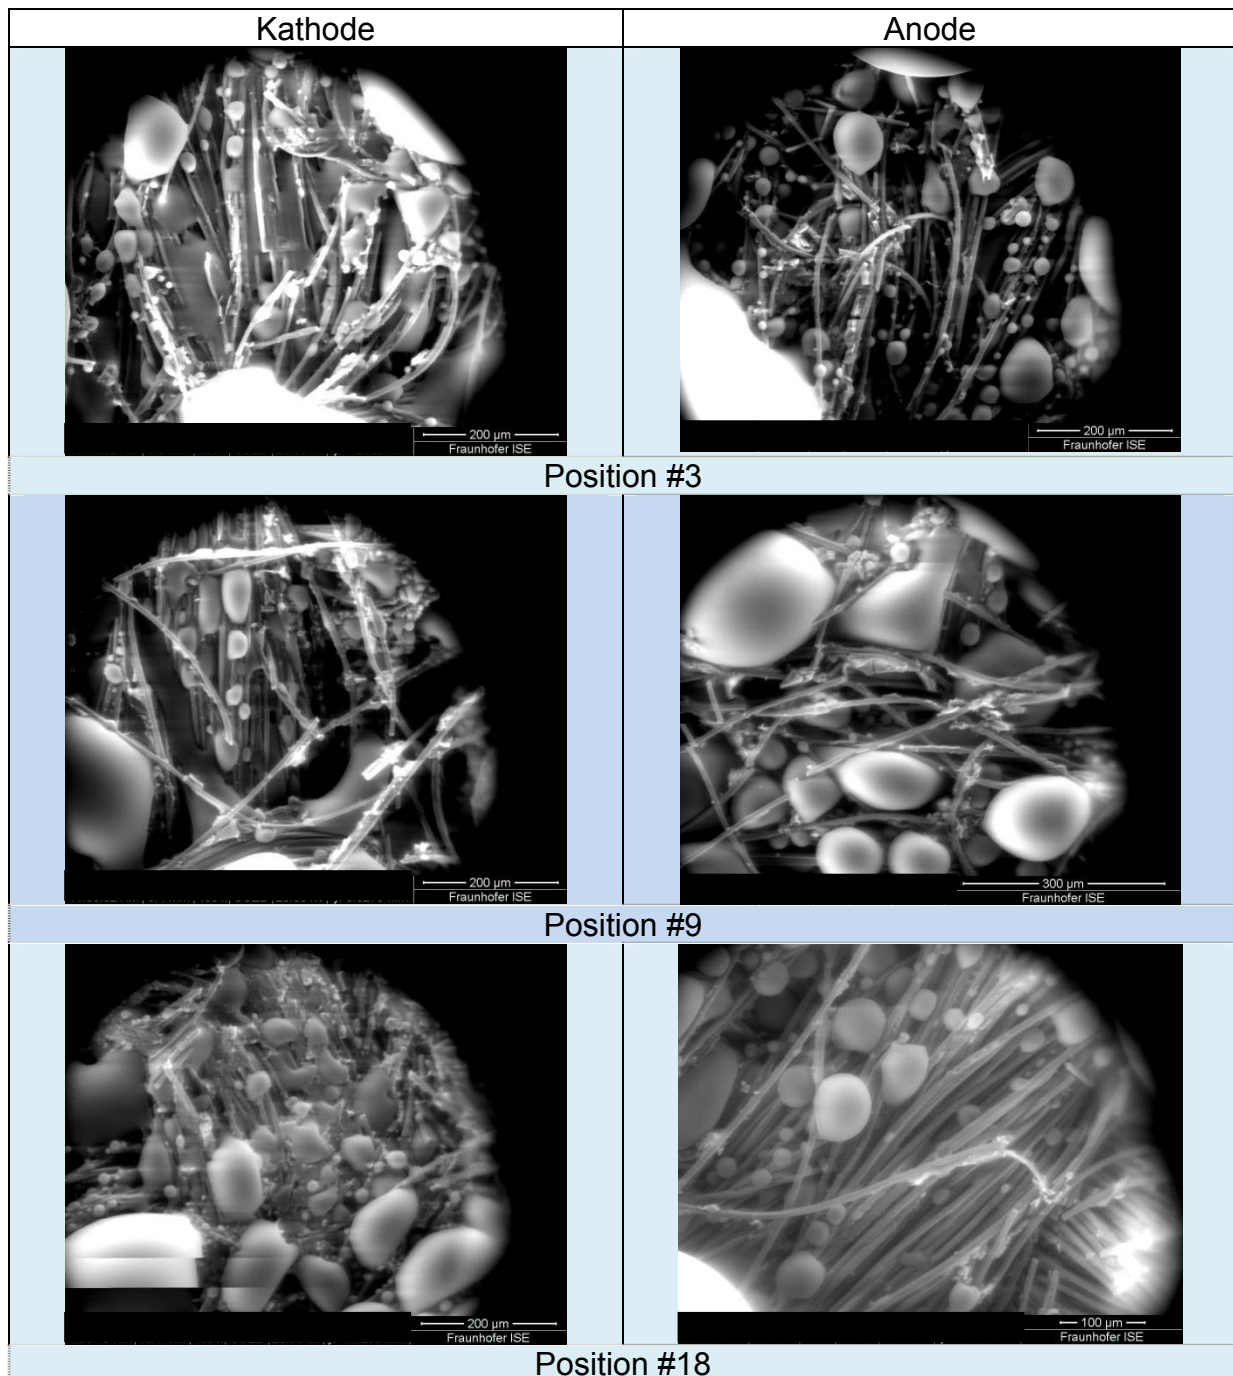 Kathode Anode
200 µm 200 µm
Fraunhofer ISE Fraunhofer ISE
Position #3
200 µm 300 µm
Fraunhofer ISE Fraunhofer ISE
Position #9
200 µm 100 µm
Fraunhofer ISE Fraunhofer ISE
Position #18